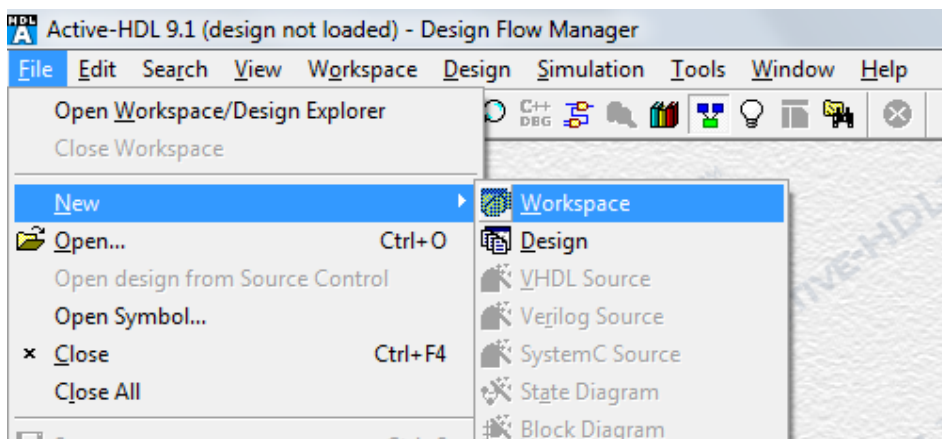 HDL
Active-HDL 9.1 (design not loaded) - Design Flow Manager
File Edit Search View Workspace Design Simulation Tools Window Help
Open Workspace/Design Explorer
C++
DBG
Close Workspace
New
Workspace
Open... Ctrl+O
Design
Open design from Source Control
VHDL Source
Open Symbol...
Verilog Source
× Close Ctrl+F4
SystemC Source
Close All
State Diagram
Block Diagram